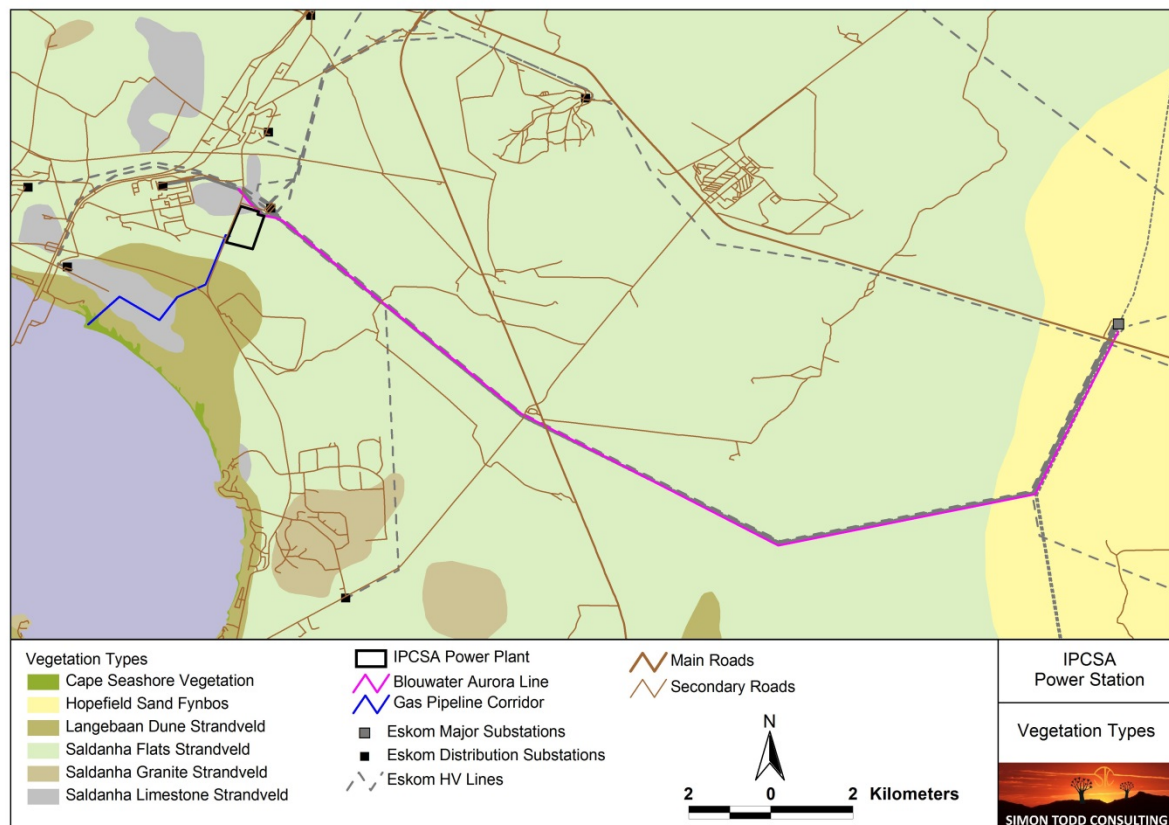 Vegetation Types
Cape Seashore Vegetation
Hopefield Sand Fynbos
Langebaan Dune Strandveld
Saldanha Flats Strandveld
Saldanha Granite Strandveld
Saldanha Limestone Strandveld
IPCSA Power Plant
Blouwater Aurora Line
Gas Pipeline Corridor
Eskom Major Substations
Eskom Distribution Substations
Eskom HV Lines
Main Roads
Secondary Roads
N
2 0 2 Kilometers
IPCSA
Power Station
Vegetation Types
SIMON TODD CONSULTING